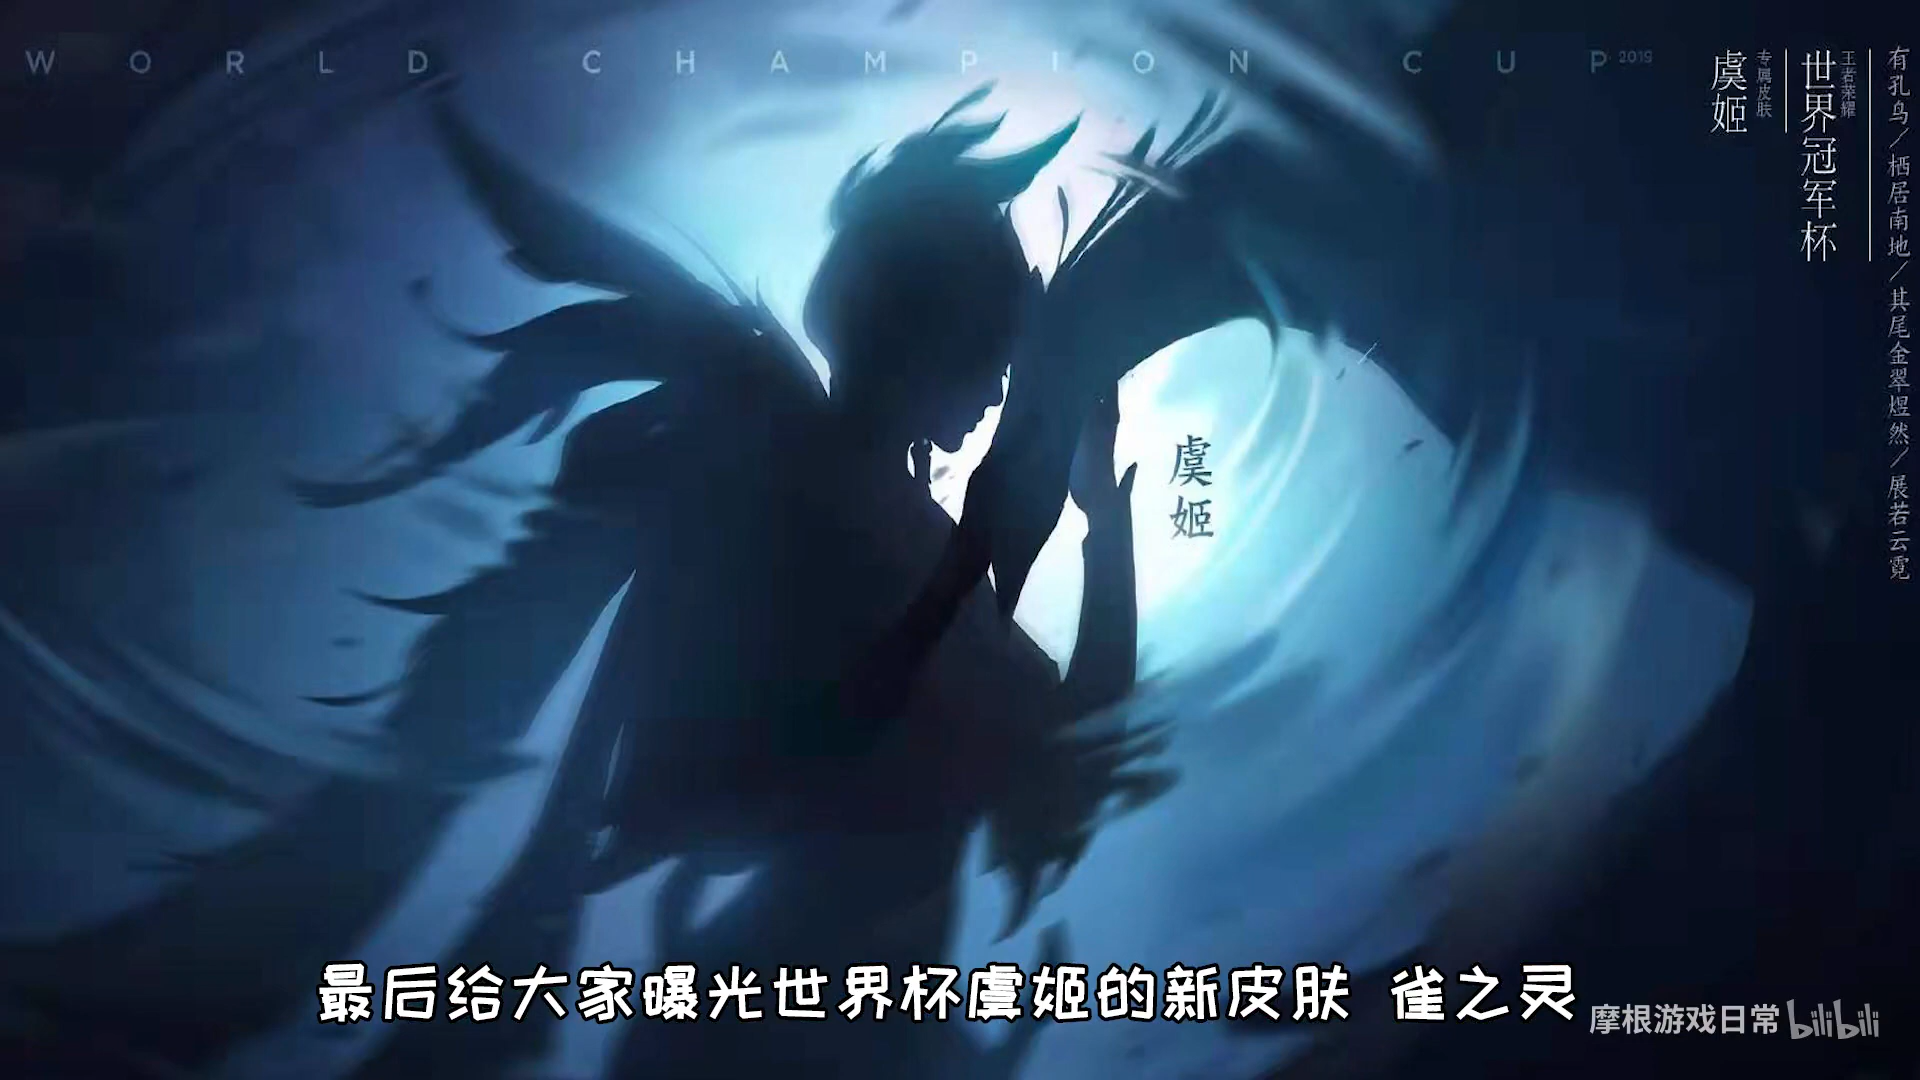 WORLD CHAMPION CUP 2019
有孔鸟/栖居南地/其尾金翠煜然/展若云霓
王者荣耀
世界冠军杯
专属皮肤
虞姬
虞姬
最后给大家曝光世界杯虞姬的新皮肤 雀之灵
摩根游戏日常 bilibili